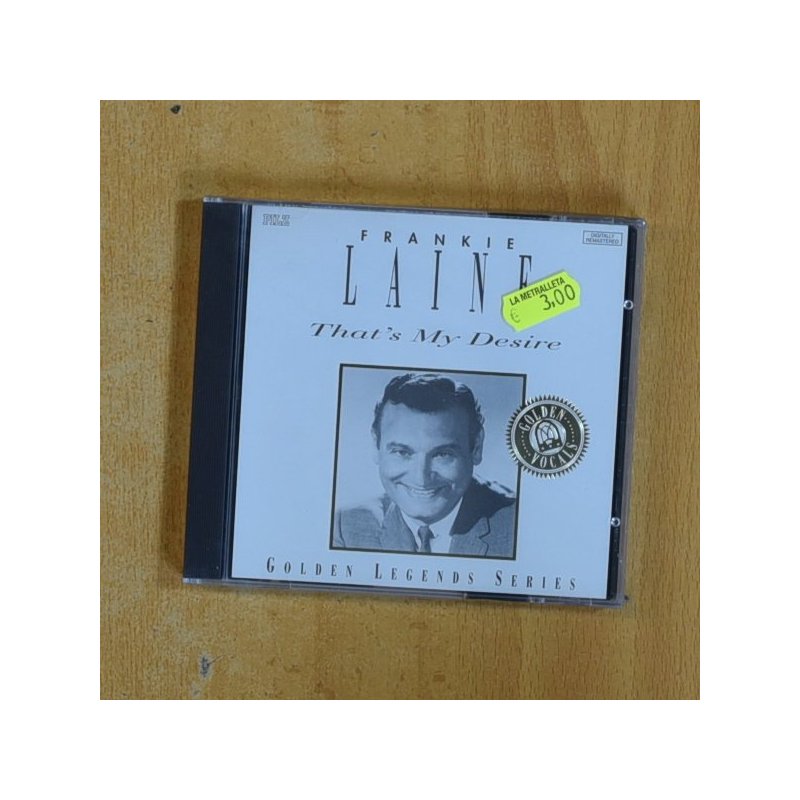 FRANKIE
DIGITALLY
REMASTERED
LAINE
LA METRALLETA
€ 3,00
That's My Desire
GOLDEN
VOCALS
GOLDEN LEGENDS SERIES